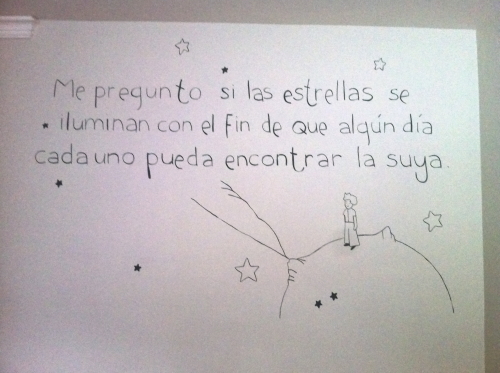 Me pregunto si las estrellas se
iluminan con el fin de que algún día
cada uno pueda encontrar la suya.